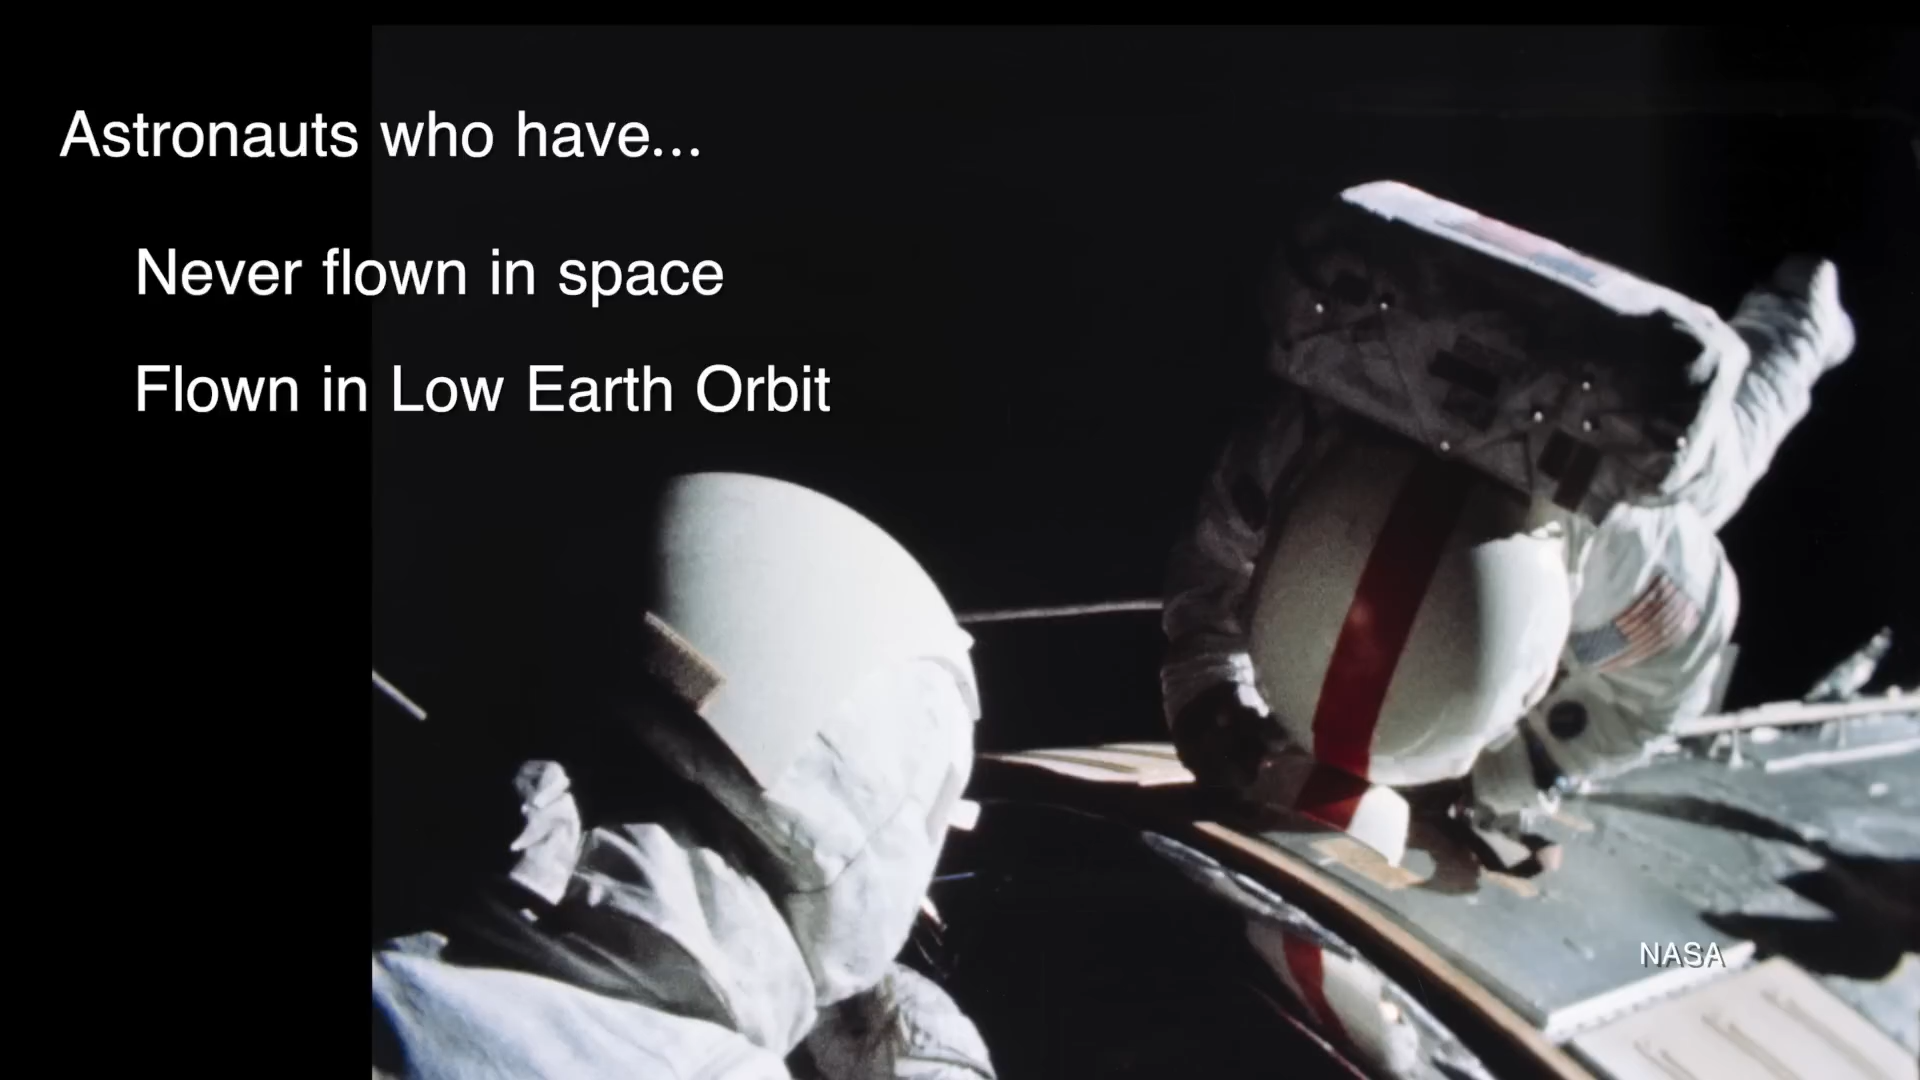 Astronauts who have...
Never flown in space
Flown in Low Earth Orbit
NASA